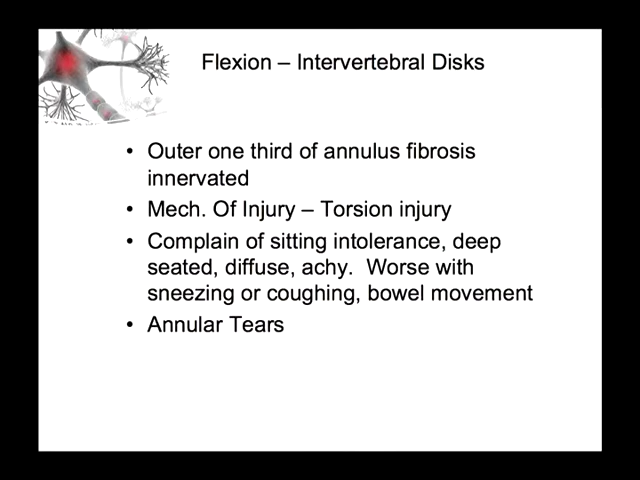 Flexion – Intervertebral Disks
• Outer one third of annulus fibrosis
innervated
• Mech. Of Injury – Torsion injury
• Complain of sitting intolerance, deep
seated, diffuse, achy.  Worse with
sneezing or coughing, bowel movement
• Annular Tears